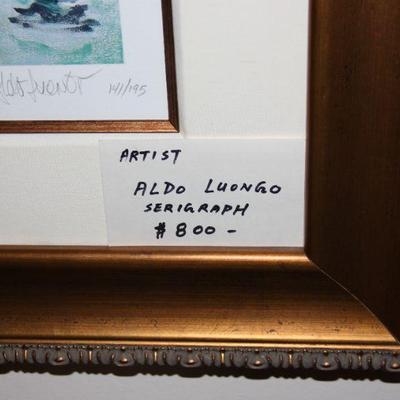 141/195
ARTIST
ALDO LUONGO
SERIGRAPH
$800-